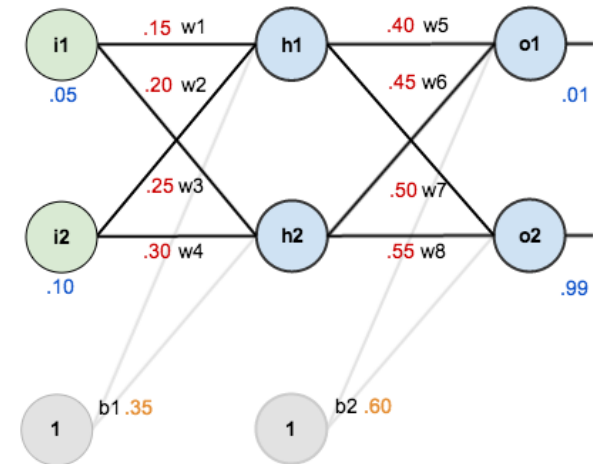 .15 w1
.40 w5
i1
h1
o1
.20 w2
.45 w6
.05
.01
.25 w3
.50 w7
i2
h2
o2
.30 w4
.55 w8
.10
.99
b1 .35
b2 .60
1
1